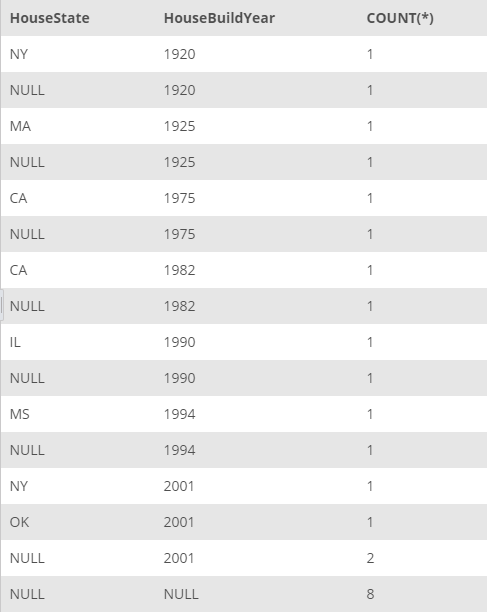 HouseState HouseBuildYear COUNT(*)
NY 1920 1
NULL 1920 1
MA 1925 1
NULL 1925 1
CA 1975 1
NULL 1975 1
CA 1982 1
NULL 1982 1
IL 1990 1
NULL 1990 1
MS 1994 1
NULL 1994 1
NY 2001 1
OK 2001 1
NULL 2001 2
NULL NULL 8